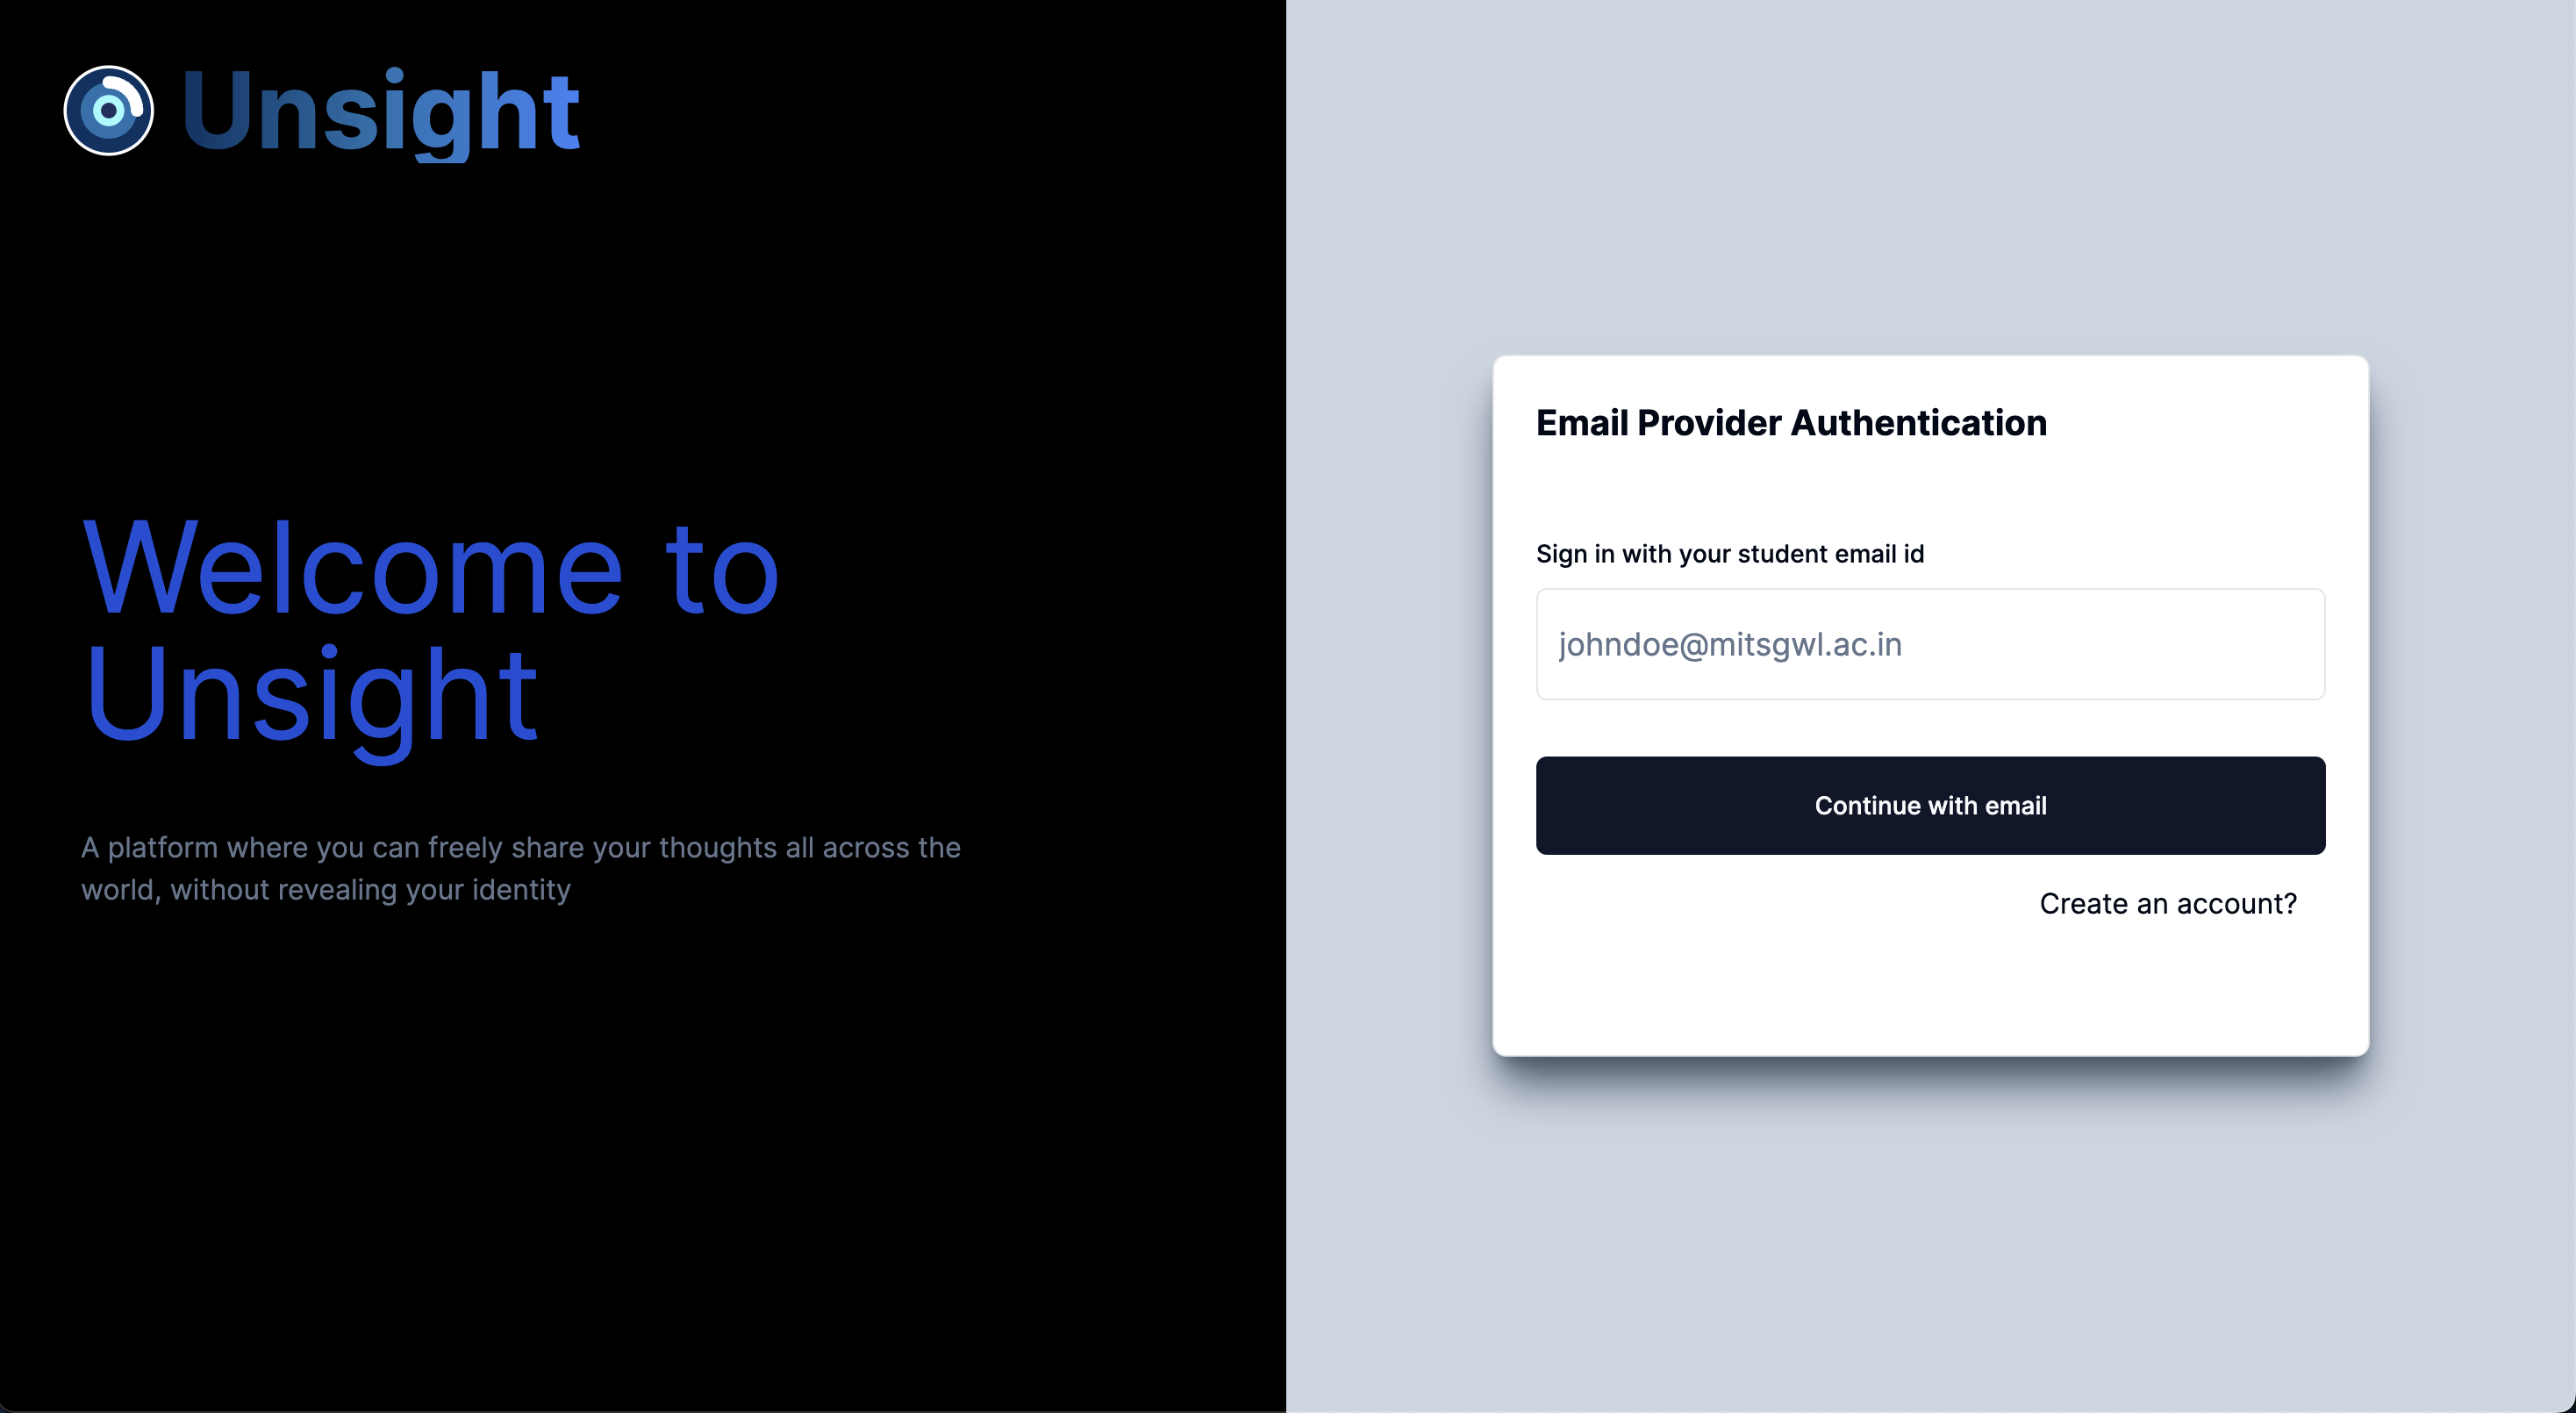 Unsight
Welcome to
Unsight
A platform where you can freely share your thoughts all across the
world, without revealing your identity
Email Provider Authentication
Sign in with your student email id
johndoe@mitsgwl.ac.in
Continue with email
Create an account?